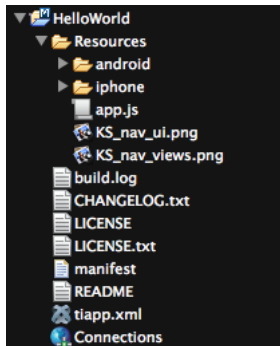 HelloWorld
Resources
android
iphone
app.js
KS_nav_ui.png
KS_nav_views.png
build.log
CHANGELOG.txt
LICENSE
LICENSE.txt
manifest
README
tiapp.xml
Connections